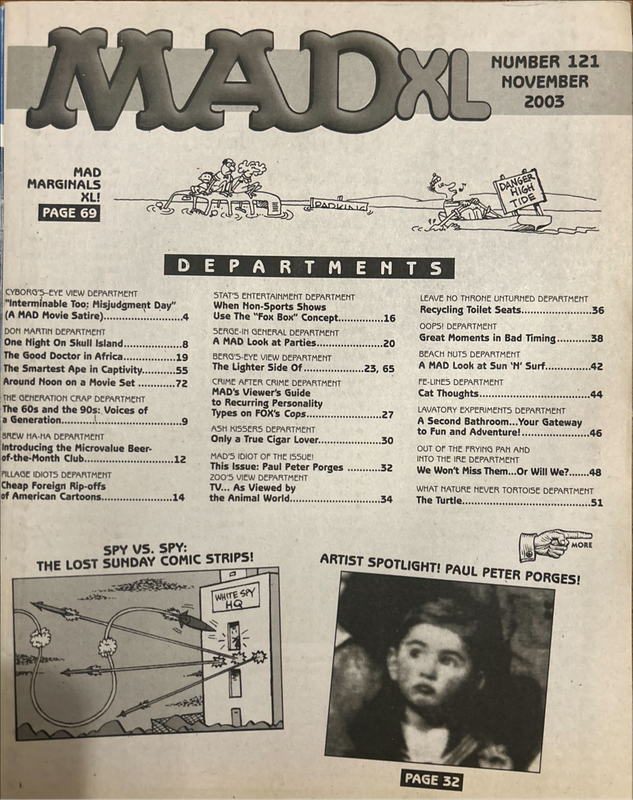 MAD XL
NUMBER 121
NOVEMBER
2003
MAD
MARGINALS
XL!
PAGE 69
PARKING
DANGER
HIGH
TIDE
DEPARTMENTS
CYBORG'S-EYE VIEW DEPARTMENT
"Interminable Too: Misjudgment Day"
(A MAD Movie Satire)....................4
DON MARTIN DEPARTMENT
One Night On Skull Island...............8
The Good Doctor in Africa...............19
The Smartest Ape in Captivity.....55
Around Noon on a Movie Set ......72
THE GENERATION CRAP DEPARTMENT
The 60s and the 90s: Voices of
a Generation..............................9
BREW HA-HA DEPARTMENT
Introducing the Microvalue Beer-
of-the-Month Club.......................12
VILLAGE IDIOTS DEPARTMENT
Cheap Foreign Rip-offs
of American Cartoons..................14
STAT'S ENTERTAINMENT DEPARTMENT
When Non-Sports Shows
Use The "Fox Box" Concept............16
SERGE-IN GENERAL DEPARTMENT
A MAD Look at Parties...................20
BERG'S-EYE VIEW DEPARTMENT
The Lighter Side Of................23, 65
CRIME AFTER CRIME DEPARTMENT
MAD's Viewer's Guide
to Recurring Personality
Types on FOX's Cops.....................27
ASH KISSERS DEPARTMENT
Only a True Cigar Lover.................30
MAD'S IDIOT OF THE ISSUE!
This Issue: Paul Peter Porges .........32
ZOO'S VIEW DEPARTMENT
TV... As Viewed by
the Animal World.........................34
LEAVE NO THRONE UNTURNED DEPARTMENT
Recycling Toilet Seats...................36
OOPS! DEPARTMENT
Great Moments in Bad Timing........38
BEACH NUTS DEPARTMENT
A MAD Look at Sun 'N' Surf............42
FE-LINES DEPARTMENT
Cat Thoughts...............................44
LAVATORY EXPERIMENTS DEPARTMENT
A Second Bathroom...Your Gateway
to Fun and Adventure!..................46
OUT OF THE FRYING PAN AND
INTO THE IRE DEPARTMENT
We Won't Miss Them...Or Will We?......48
WHAT NATURE NEVER TORTOISE DEPARTMENT
The Turtle...................................51
MORE
SPY VS. SPY:
THE LOST SUNDAY COMIC STRIPS!
WHITE SPY
HQ
ARTIST SPOTLIGHT! PAUL PETER PORGES!
PAGE 32